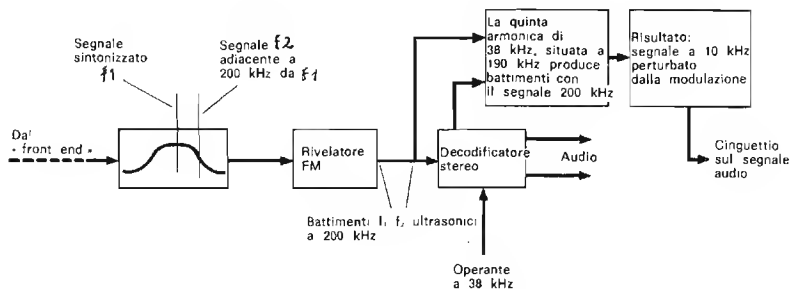 Segnale
sintonizzato
f1
Segnale f2
adiacente a
200 kHz da f1
La quinta
armonica di
38 kHz, situata a
190 kHz produce
battimenti con
il segnale 200 kHz
Risultato:
segnale a 10 kHz
perturbato
dalla modulazione
Dal
« front end »
Rivelatore
FM
Decodificatore
stereo
Audio
Cinguettio
sul segnale
audio
Battimenti f₁ f₂ ultrasonici
a 200 kHz
Operante
a 38 kHz